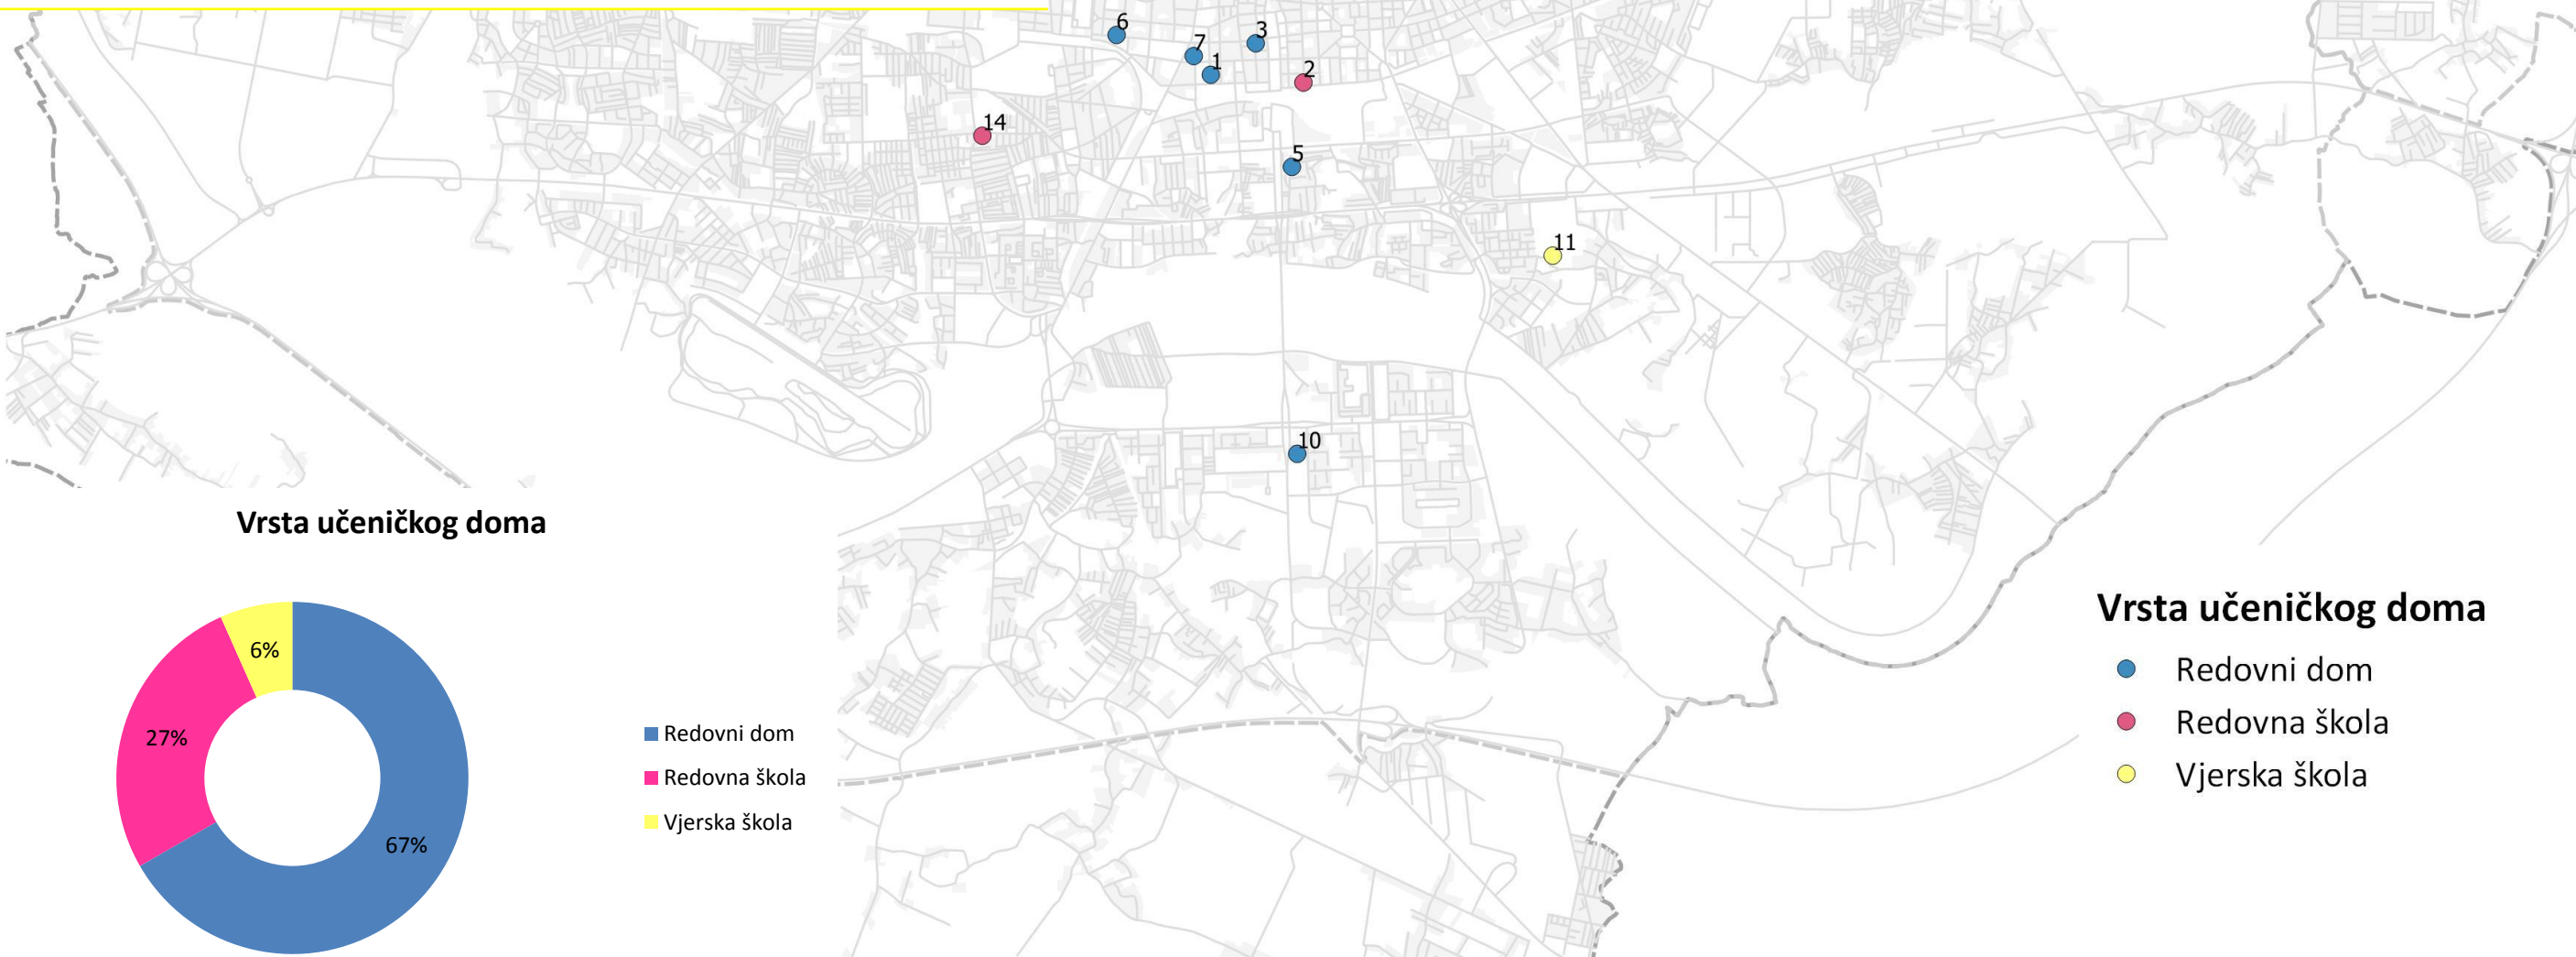 6
3
7
1
2
14
5
11
10
Vrsta učeničkog doma
6%
27%
67%
Redovni dom
Redovna škola
Vjerska škola
Vrsta učeničkog doma
Redovni dom
Redovna škola
Vjerska škola